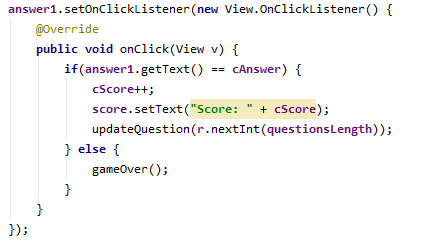 answer1.setOnClickListener(new View.OnClickListener() {
    @Override
    public void onClick(View v) {
        if(answer1.getText() == cAnswer) {
            cScore++;
            score.setText("Score: " + cScore);
            updateQuestion(r.nextInt(questionsLength));
        } else {
            gameOver();
        }
    }
});